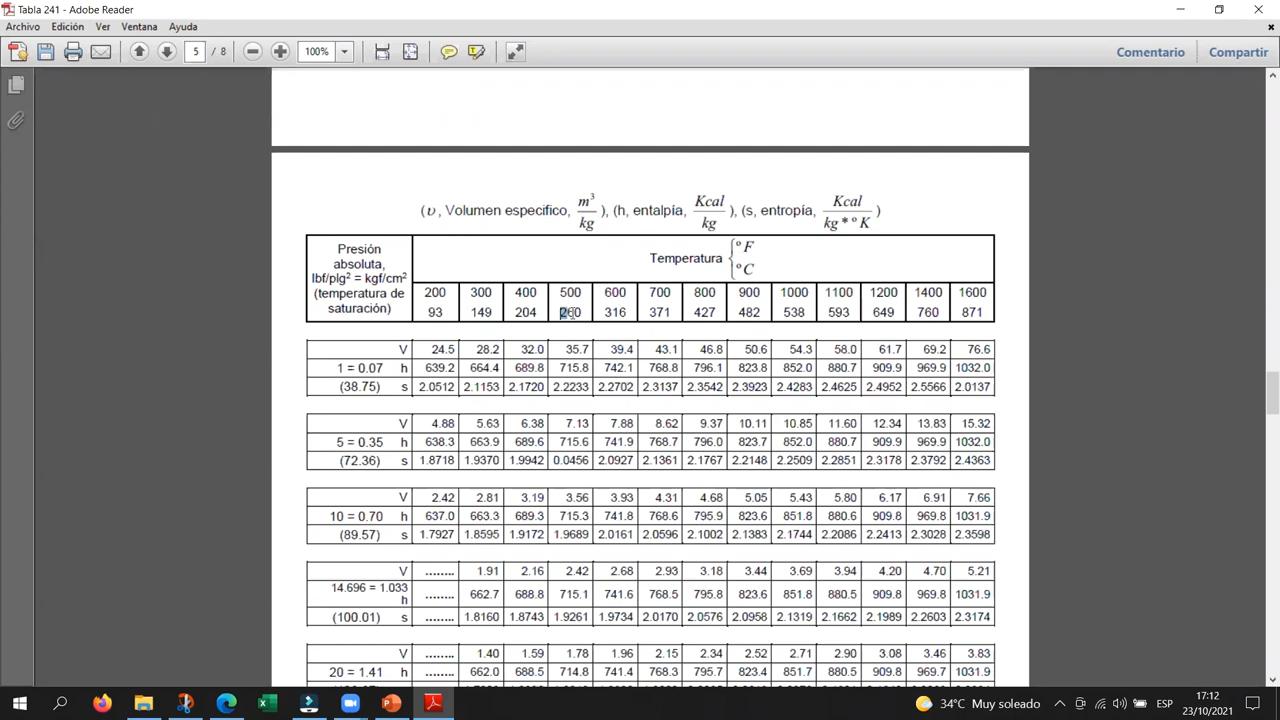 Tabla 241 - Adobe Reader
Archivo Edición Ver Ventana Ayuda
5 / 8 100% Comentario Compartir
(υ, Volumen especifico, m³/kg), (h, entalpía, Kcal/kg), (s, entropía, Kcal/kg*ºK)
Presión absoluta, lbf/plg² = kgf/cm² (temperatura de saturación) Temperatura { º F º C
200 300 400 500 600 700 800 900 1000 1100 1200 1400 1600
93 149 204 260 316 371 427 482 538 593 649 760 871
V 24.5 28.2 32.0 35.7 39.4 43.1 46.8 50.6 54.3 58.0 61.7 69.2 76.6
1 = 0.07 h 639.2 664.4 689.8 715.8 742.1 768.8 796.1 823.8 852.0 880.7 909.9 969.9 1032.0
(38.75) s 2.0512 2.1153 2.1720 2.2233 2.2702 2.3137 2.3542 2.3923 2.4283 2.4625 2.4952 2.5566 2.0137
V 4.88 5.63 6.38 7.13 7.88 8.62 9.37 10.11 10.85 11.60 12.34 13.83 15.32
5 = 0.35 h 638.3 663.9 689.6 715.6 741.9 768.7 796.0 823.7 852.0 880.7 909.9 969.9 1032.0
(72.36) s 1.8718 1.9370 1.9942 0.0456 2.0927 2.1361 2.1767 2.2148 2.2509 2.2851 2.3178 2.3792 2.4363
V 2.42 2.81 3.19 3.56 3.93 4.31 4.68 5.05 5.43 5.80 6.17 6.91 7.66
10 = 0.70 h 637.0 663.3 689.3 715.3 741.8 768.6 795.9 823.6 851.8 880.6 909.8 969.8 1031.9
(89.57) s 1.7927 1.8595 1.9172 1.9689 2.0161 2.0596 2.1002 2.1383 2.1744 2.2086 2.2413 2.3028 2.3598
V ........ 1.91 2.16 2.42 2.68 2.93 3.18 3.44 3.69 3.94 4.20 4.70 5.21
14.696 = 1.033 h ........ 662.7 688.8 715.1 741.6 768.5 795.8 823.6 851.8 880.5 909.8 969.8 1031.9
(100.01) s ........ 1.8160 1.8743 1.9261 1.9734 2.0170 2.0576 2.0958 2.1319 2.1662 2.1989 2.2603 2.3174
V ........ 1.40 1.59 1.78 1.96 2.15 2.34 2.52 2.71 2.90 3.08 3.46 3.83
20 = 1.41 h ........ 662.0 688.5 714.8 741.4 768.3 795.7 823.4 851.7 880.5 909.8 969.7 1031.9
34°C Muy soleado ESP 17:12
23/10/2021